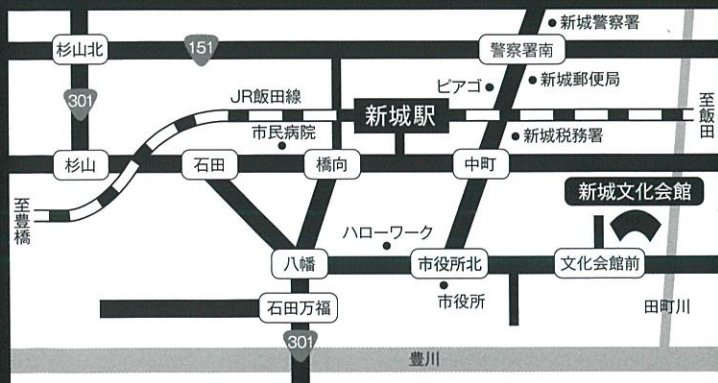 新城警察署
杉山北
151
警察署南
ピアゴ
新城郵便局
301
JR飯田線
新城駅
至飯田
市民病院
新城税務署
杉山
石田
橋向
中町
新城文化会館
至豊橋
ハローワーク
八幡
市役所北
文化会館前
市役所
石田万福
田町川
301
豊川